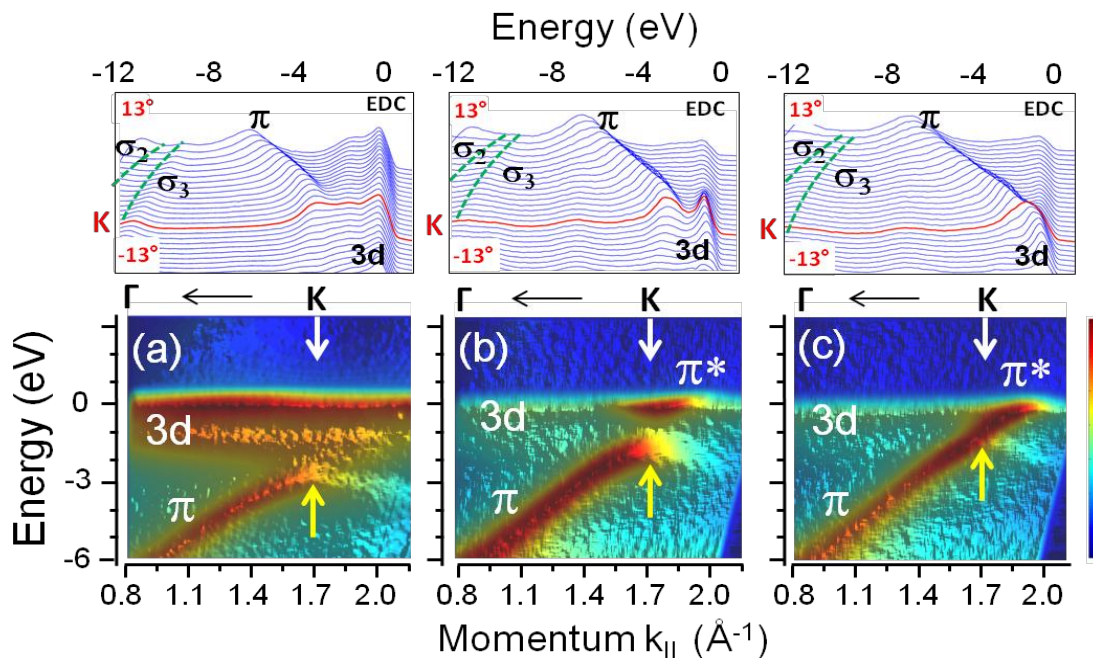 Energy (eV)
-12 -8 -4 0 -12 -8 -4 0 -12 -8 -4 0
13° EDC 13° EDC 13° EDC
π π π
σ2 σ2 σ2
σ3 σ3 σ3
K K K
-13° 3d -13° 3d -13° 3d
Γ ← K Γ ← K Γ ← K
(a) (b) (c)
π* π*
0 3d 3d 3d
-3
π π π
-6
0.8 1.1 1.4 1.7 2.0 0.8 1.1 1.4 1.7 2.0 0.8 1.1 1.4 1.7 2.0
Energy (eV)
Momentum k|| (Å-1)